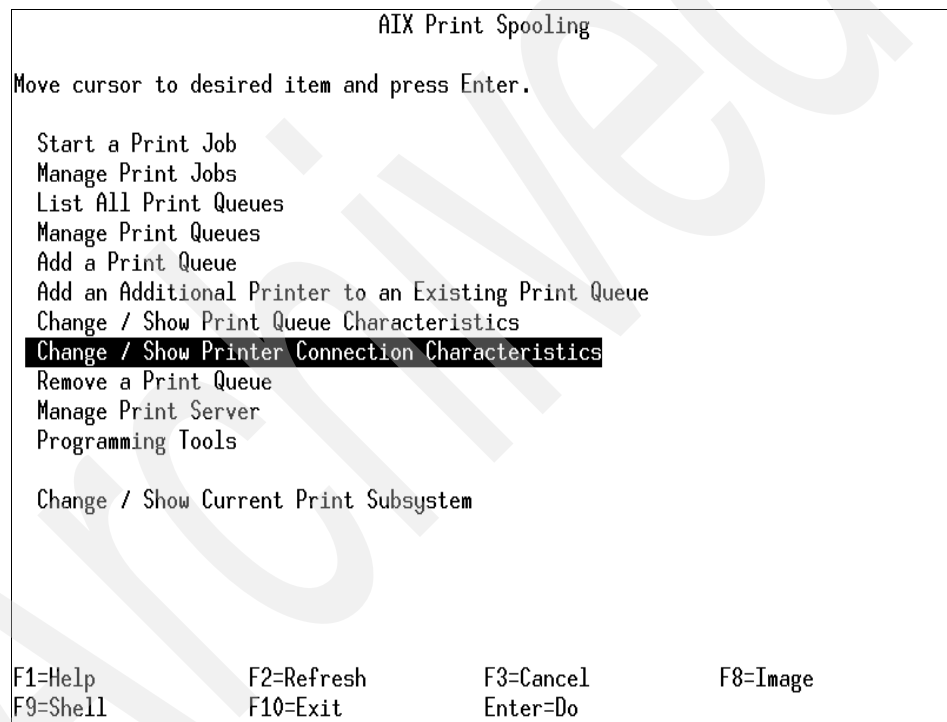 AIX Print Spooling
Move cursor to desired item and press Enter.
Start a Print Job
Manage Print Jobs
List All Print Queues
Manage Print Queues
Add a Print Queue
Add an Additional Printer to an Existing Print Queue
Change / Show Print Queue Characteristics
Change / Show Printer Connection Characteristics
Remove a Print Queue
Manage Print Server
Programming Tools
Change / Show Current Print Subsystem
F1=Help F2=Refresh F3=Cancel F8=Image
F9=Shell F10=Exit Enter=Do
Archived